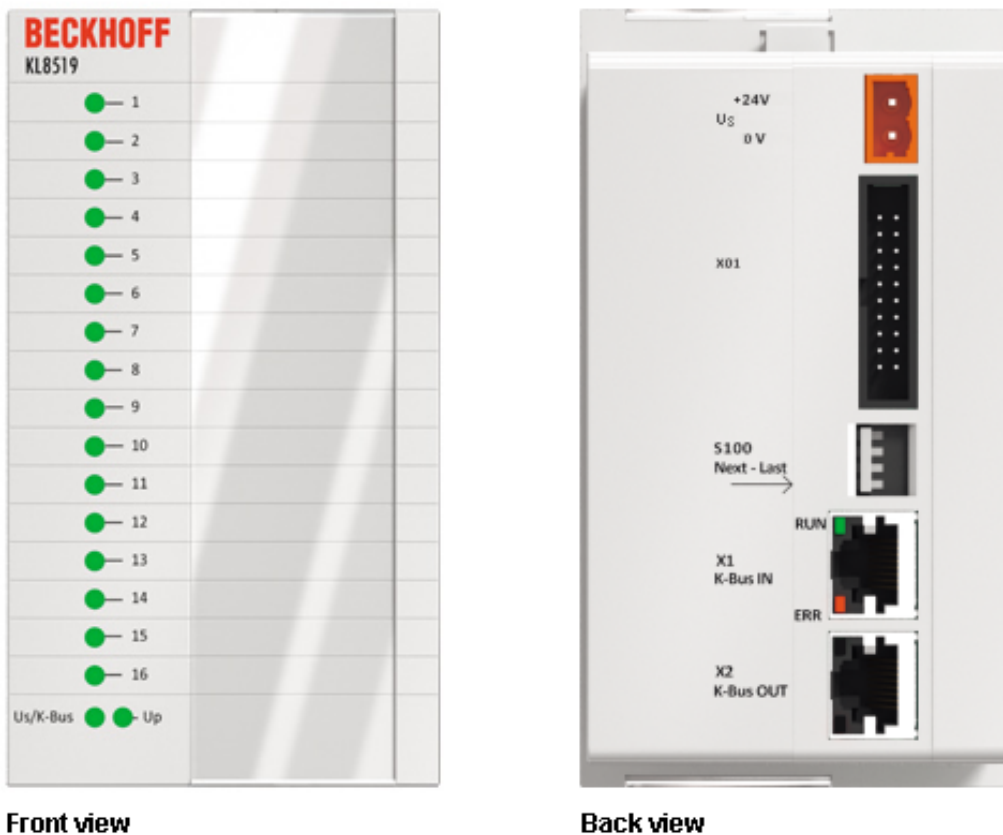 BECKHOFF
KL8519
1
2
3
4
5
6
7
8
9
10
11
12
13
14
15
16
Us/K-Bus Up
+24V
Us
0 V
X01
S100
Next - Last
RUN
X1
K-Bus IN
ERR
X2
K-Bus OUT
Front view
Back view